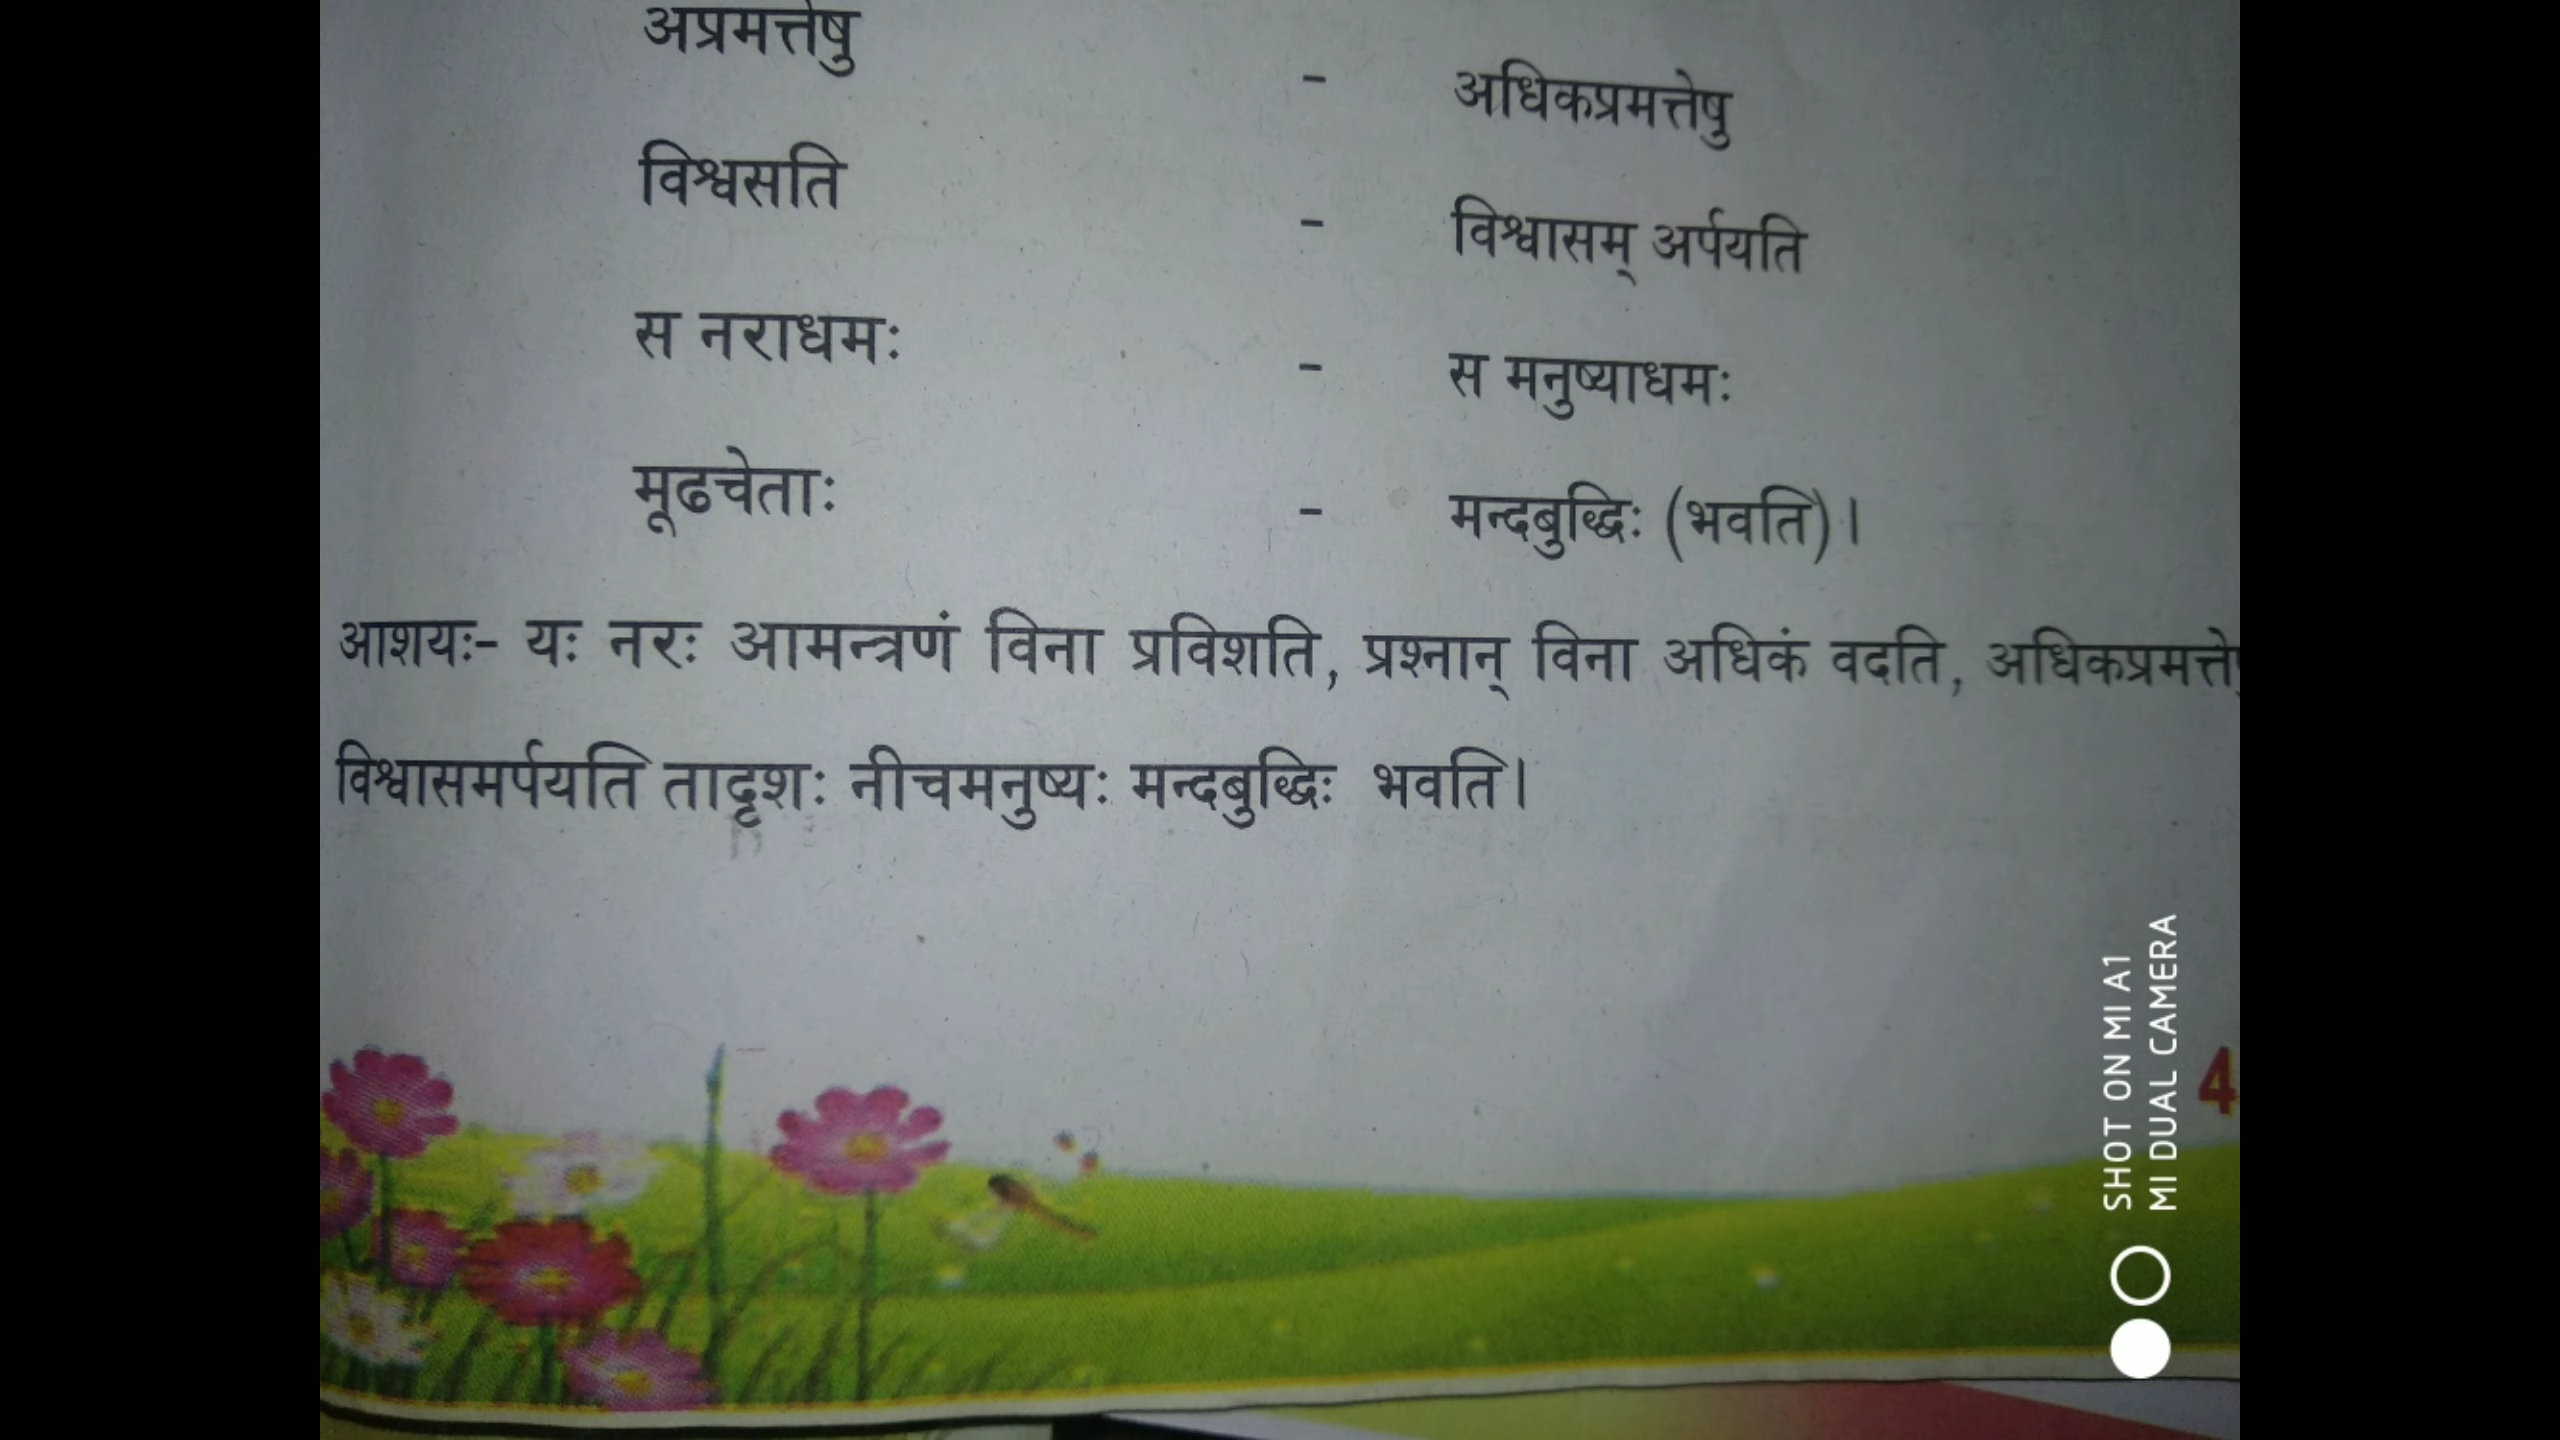 अप्रमत्तेषु - अधिकप्रमत्तेषु
विश्वसति - विश्वासम् अर्पयति
स नराधमः - स मनुष्याधमः
मूढचेताः - मन्दबुद्धिः (भवति)।
आशयः- यः नरः आमन्त्रणं विना प्रविशति, प्रश्नान् विना अधिकं वदति, अधिकप्रमत्ते
विश्वासमर्पयति तादृशः नीचमनुष्यः मन्दबुद्धिः भवति।
4
SHOT ON MI A1
MI DUAL CAMERA